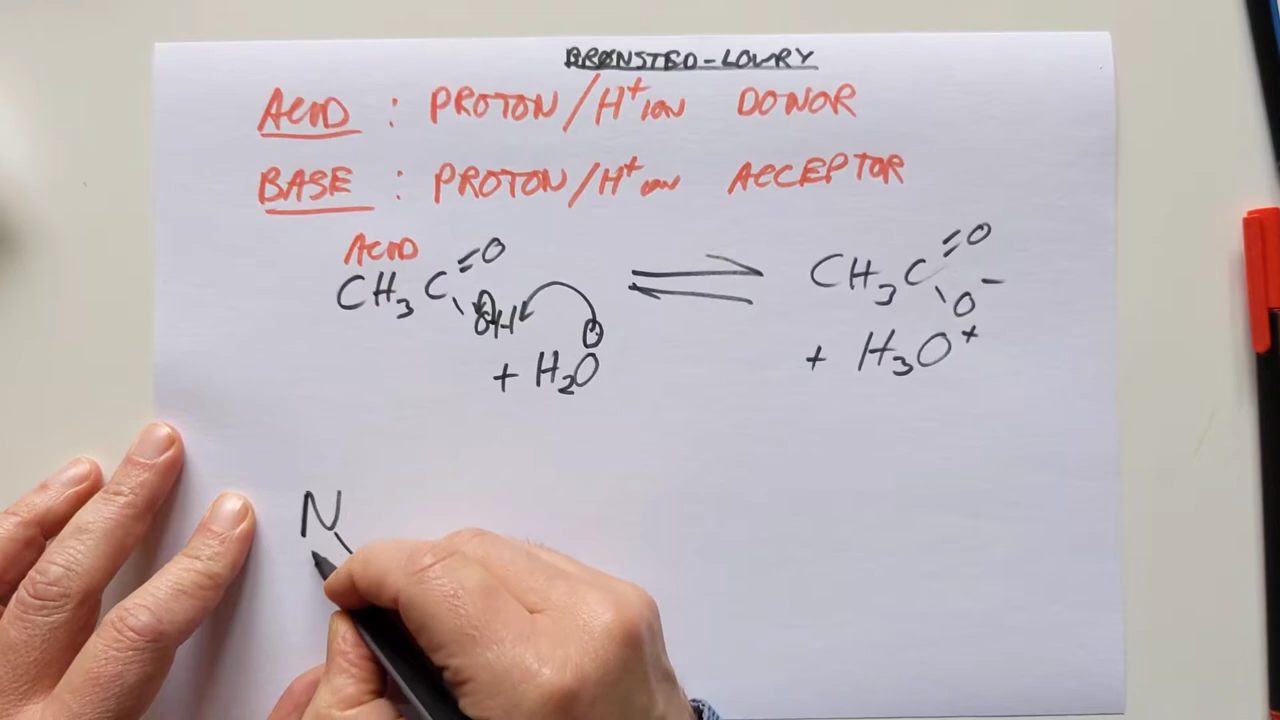 BRØNSTED-LOWRY
ACID : PROTON/H⁺ ion DONOR
BASE : PROTON/H⁺ ion ACCEPTOR
ACID
CH₃C=O OH ⇌ CH₃C=O O⁻
+ H₂O + H₃O⁺
N